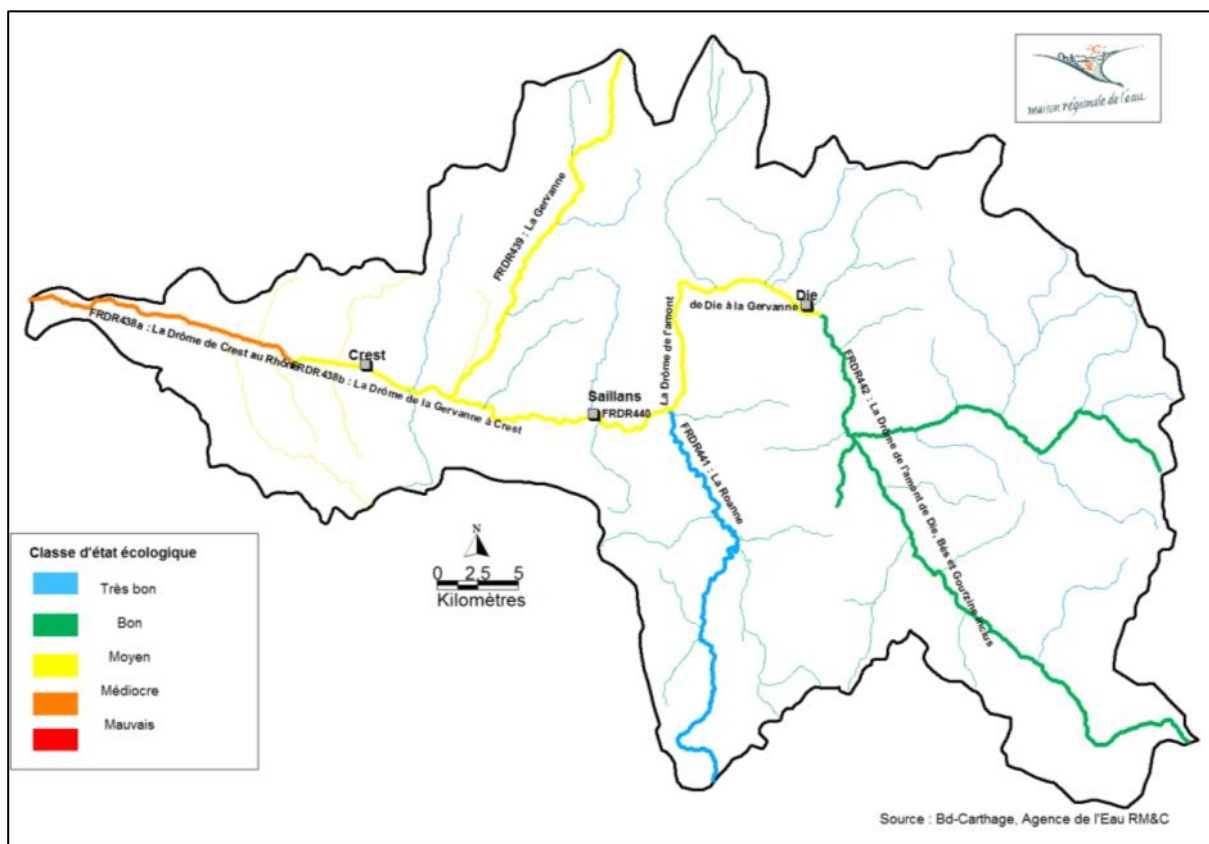 maison régionale de l'eau
FRDR439 : La Gervanne
Die
de Die à la Gervanne
La Drôme de l'amont
FRDR438a : La Drôme de Crest au Rhône
Crest
FRDR438b : La Drôme de la Gervanne à Crest
Saillans
FRDR440
FRDR441 : La Roanne
FRDR442 : La Drôme de l'amont de Die, Bès et Gourzine inclus
N
0 2,5 5
Kilomètres
Classe d'état écologique
Très bon
Bon
Moyen
Médiocre
Mauvais
Source : Bd-Carthage, Agence de l'Eau RM&C